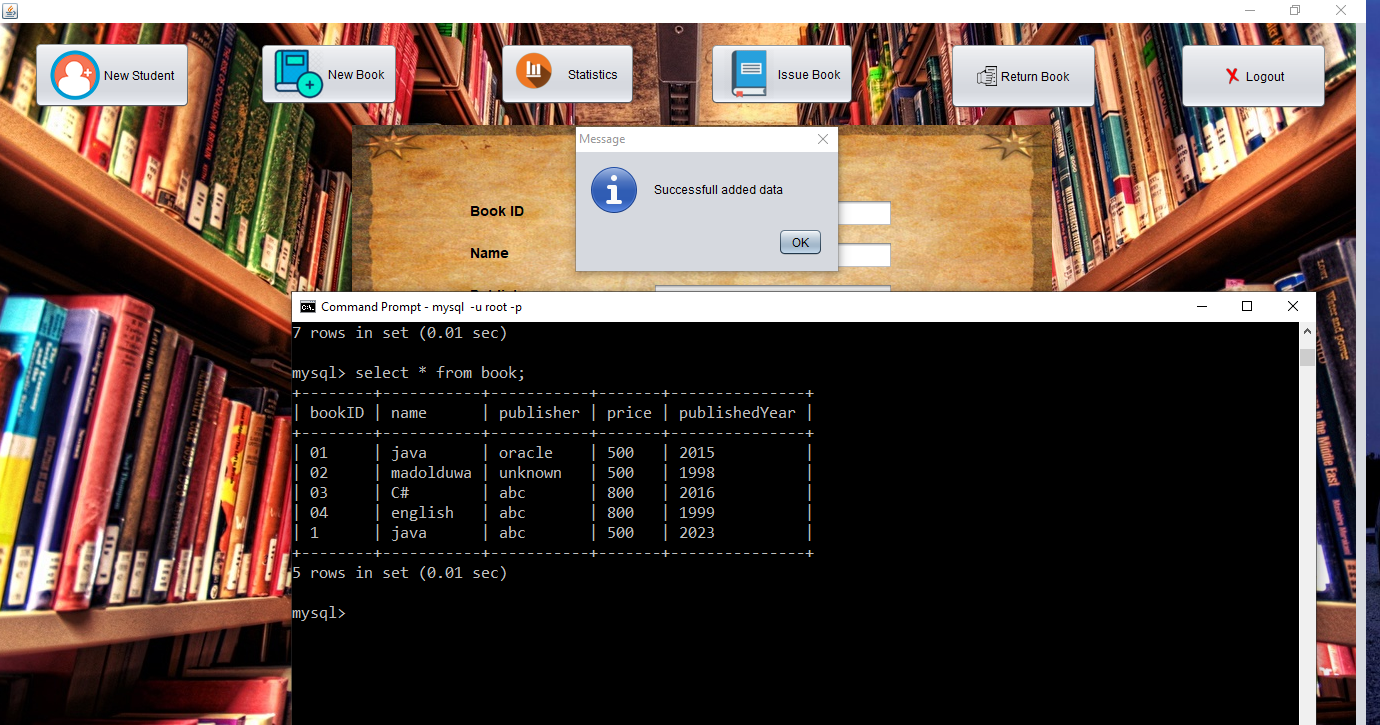 New Student
New Book
Statistics
Issue Book
Return Book
X Logout
Message
Successfull added data
OK
Book ID
Name
Command Prompt - mysql  -u root -p
7 rows in set (0.01 sec)
mysql> select * from book;
+--------+-----------+-----------+-------+---------------+
| bookID | name      | publisher | price | publishedYear |
+--------+-----------+-----------+-------+---------------+
| 01     | java      | oracle    | 500   | 2015          |
| 02     | madolduwa | unknown   | 500   | 1998          |
| 03     | C#        | abc       | 800   | 2016          |
| 04     | english   | abc       | 800   | 1999          |
| 1      | java      | abc       | 500   | 2023          |
+--------+-----------+-----------+-------+---------------+
5 rows in set (0.01 sec)
mysql>